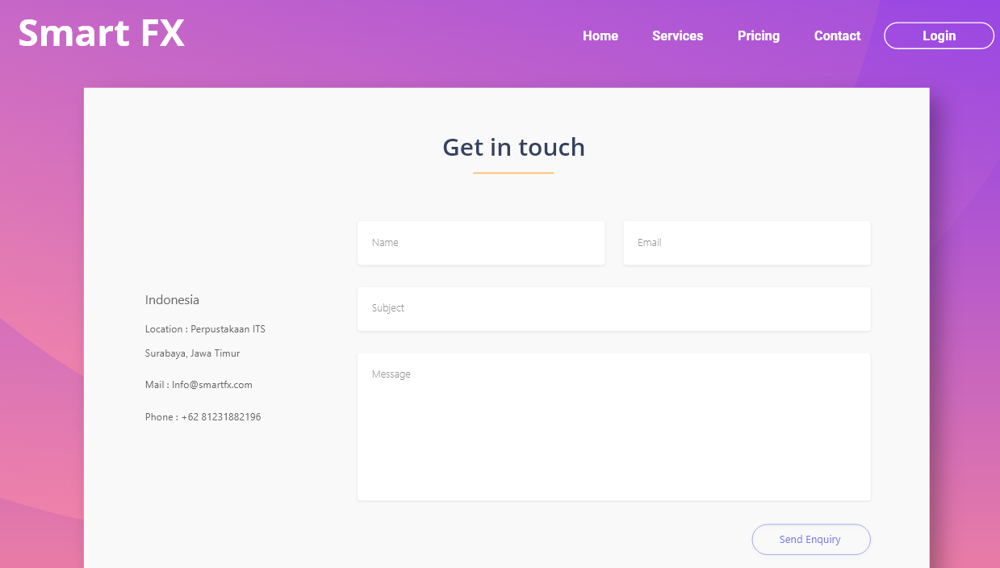 Smart FX
Home Services Pricing Contact Login
Get in touch
Name Email
Subject
Message
Indonesia
Location : Perpustakaan ITS
Surabaya, Jawa Timur
Mail : Info@smartfx.com
Phone : +62 81231882196
Send Enquiry